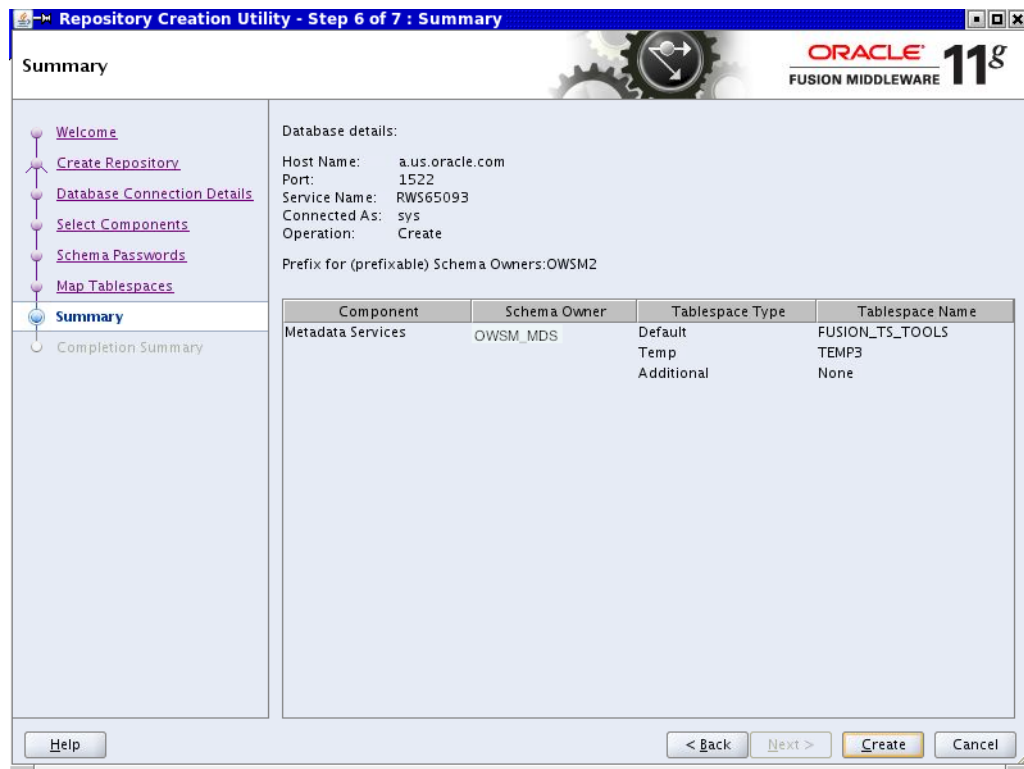 Repository Creation Utility - Step 6 of 7 : Summary
Summary
ORACLE
FUSION MIDDLEWARE 11g
Welcome
Create Repository
Database Connection Details
Select Components
Schema Passwords
Map Tablespaces
Summary
Completion Summary
Database details:
Host Name: a.us.oracle.com
Port: 1522
Service Name: RWS65093
Connected As: sys
Operation: Create
Prefix for (prefixable) Schema Owners:OWSM2
Component Schema Owner Tablespace Type Tablespace Name
Metadata Services OWSM_MDS Default FUSION_TS_TOOLS
Temp TEMP3
Additional None
Help < Back Next > Create Cancel